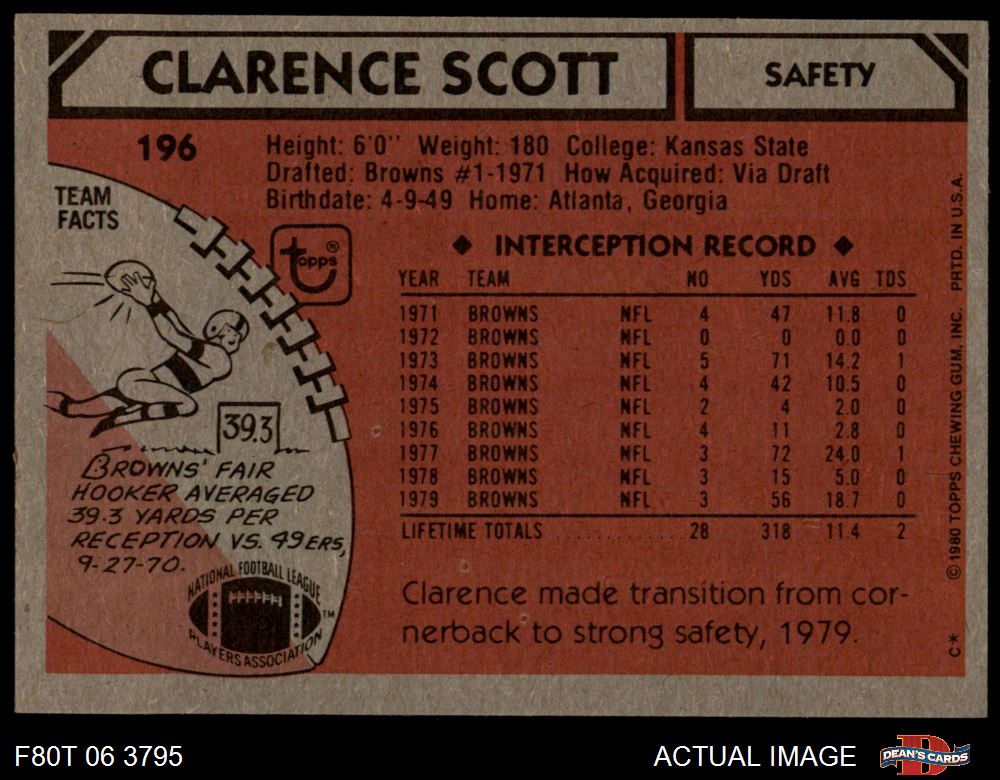 CLARENCE SCOTT
SAFETY
196
Height: 6'0" Weight: 180 College: Kansas State
Drafted: Browns #1-1971 How Acquired: Via Draft
Birthdate: 4-9-49 Home: Atlanta, Georgia
TEAM
FACTS
topps®
39.3
BROWNS' FAIR
HOOKER AVERAGED
39.3 YARDS PER
RECEPTION VS. 49ERS,
9-27-70.
NATIONAL FOOTBALL LEAGUE
PLAYERS ASSOCIATION
TM
◆ INTERCEPTION RECORD ◆
YEAR TEAM NO YDS AVG TDS
1971 BROWNS NFL 4 47 11.8 0
1972 BROWNS NFL 0 0 0.0 0
1973 BROWNS NFL 5 71 14.2 1
1974 BROWNS NFL 4 42 10.5 0
1975 BROWNS NFL 2 4 2.0 0
1976 BROWNS NFL 4 11 2.8 0
1977 BROWNS NFL 3 72 24.0 1
1978 BROWNS NFL 3 15 5.0 0
1979 BROWNS NFL 3 56 18.7 0
LIFETIME TOTALS ............ 28 318 11.4 2
Clarence made transition from cor-
nerback to strong safety, 1979.
C* © 1980 TOPPS CHEWING GUM, INC. PRTD. IN U.S.A.
F80T 06 3795
ACTUAL IMAGE
D
DEAN'S CARDS